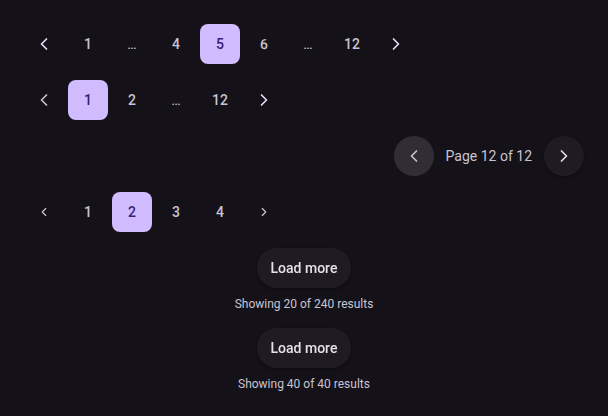 1 … 4 5 6 … 12
1 2 … 12
Page 12 of 12
1 2 3 4
Load more
Showing 20 of 240 results
Load more
Showing 40 of 40 results